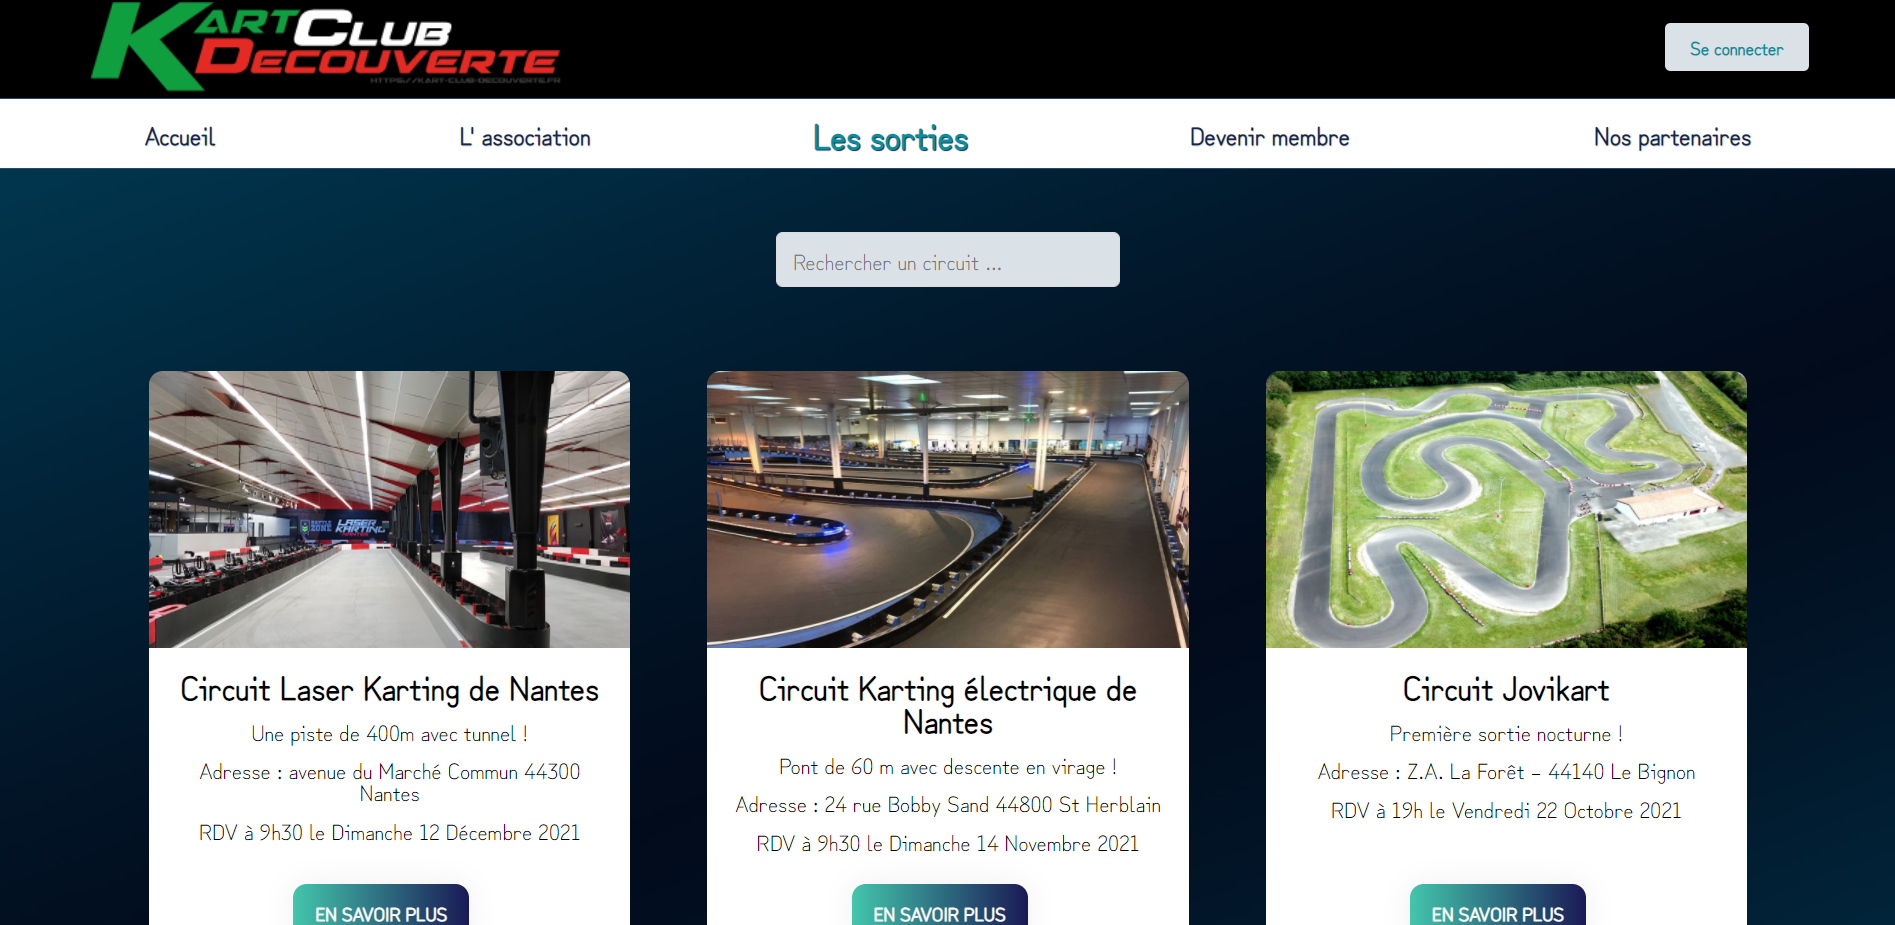 KART CLUB
DECOUVERTE
HTTPS://KART-CLUB-DECOUVERTE.FR
Se connecter
Accueil
L' association
Les sorties
Devenir membre
Nos partenaires
Rechercher un circuit ...
BATTLE
ZONE
LASER
KARTING
Circuit Laser Karting de Nantes
Une piste de 400m avec tunnel !
Adresse : avenue du Marché Commun 44300
Nantes
RDV à 9h30 le Dimanche 12 Décembre 2021
EN SAVOIR PLUS
Circuit Karting électrique de
Nantes
Pont de 60 m avec descente en virage !
Adresse : 24 rue Bobby Sand 44800 St Herblain
RDV à 9h30 le Dimanche 14 Novembre 2021
EN SAVOIR PLUS
Circuit Jovikart
Première sortie nocturne !
Adresse : Z.A. La Forêt – 44140 Le Bignon
RDV à 19h le Vendredi 22 Octobre 2021
EN SAVOIR PLUS